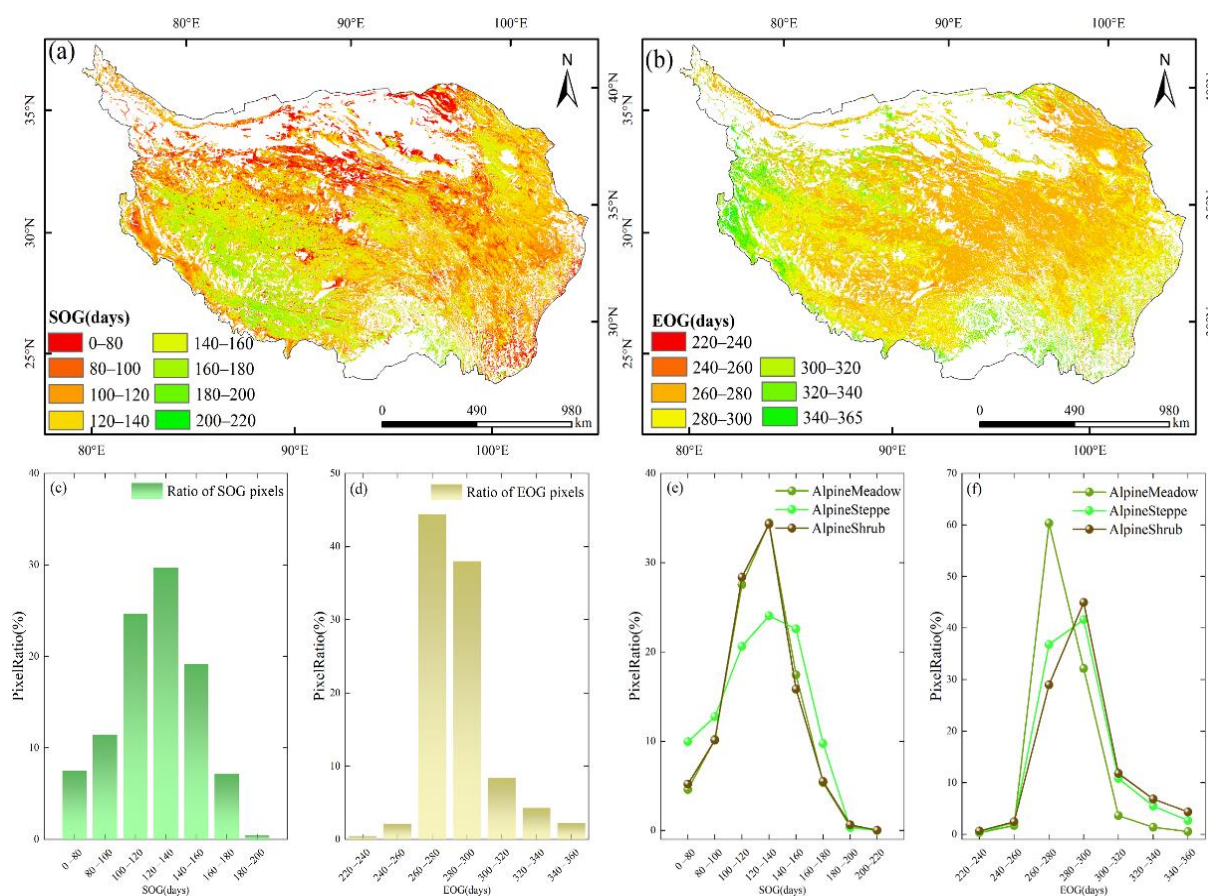 80°E 90°E 100°E
(a)
N
35°N
30°N
25°N
40°N
35°N
30°N
SOG(days)
0–80 140–160
80–100 160–180
100–120 180–200
120–140 200–220
0 490 980
km
80°E 90°E 100°E
80°E 90°E 100°E
(b)
N
35°N
30°N
25°N
EOG(days)
220–240
240–260 300–320
260–280 320–340
280–300 340–365
0 490 980
km
80°E 90°E 100°E
(c)
Ratio of SOG pixels
PixelRatio(%)
40
30
20
10
0
0–80 80–100 100–120 120–140 140–160 160–180 180–200
SOG(days)
(d)
Ratio of EOG pixels
PixelRatio(%)
50
40
30
20
10
0
220–240 240–260 260–280 280–300 300–320 320–340 340–360
EOG(days)
(e)
AlpineMeadow
AlpineSteppe
AlpineShrub
PixelRatio(%)
40
30
20
10
0
0–80 80–100 100–120 120–140 140–160 160–180 180–200 200–220
SOG(days)
(f)
AlpineMeadow
AlpineSteppe
AlpineShrub
PixelRatio(%)
70
60
50
40
30
20
10
0
220–240 240–260 260–280 280–300 300–320 320–340 340–360
EOG(days)